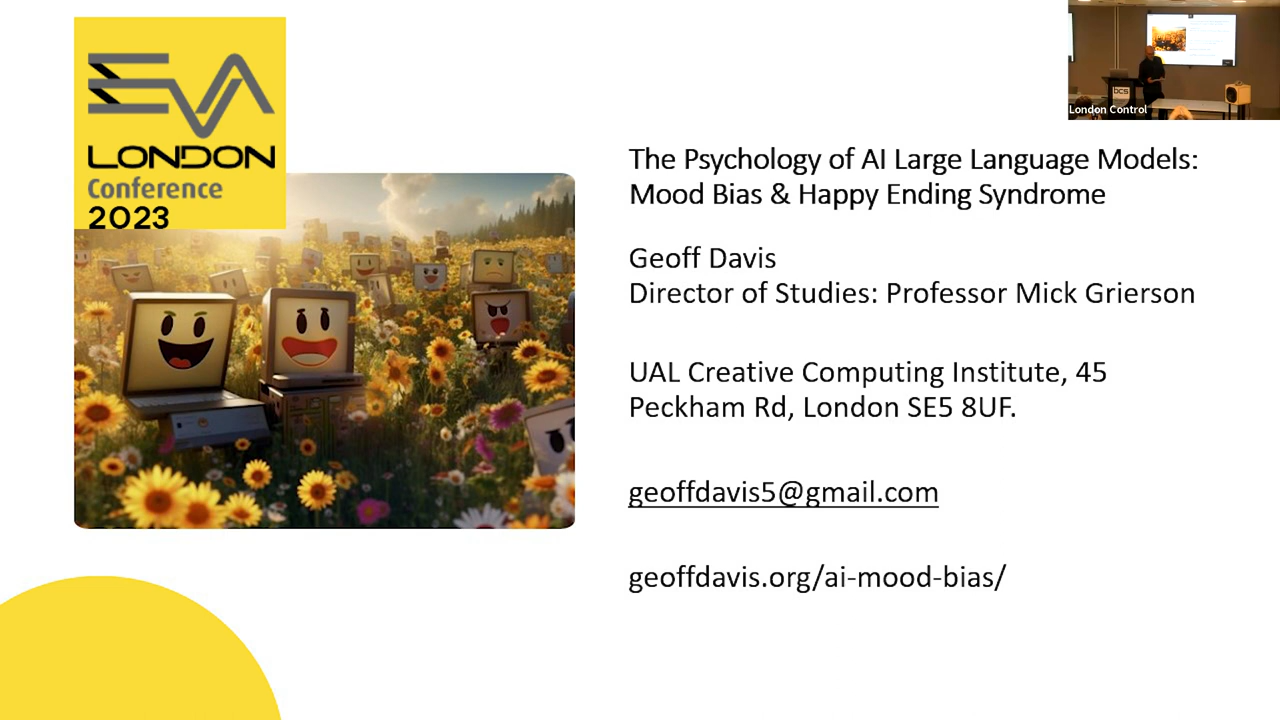 EVA
LONDON
Conference
2023
London Control
bcs
The Psychology of AI Large Language Models:
Mood Bias & Happy Ending Syndrome
Geoff Davis
Director of Studies: Professor Mick Grierson
UAL Creative Computing Institute, 45
Peckham Rd, London SE5 8UF.
geoffdavis5@gmail.com
geoffdavis.org/ai-mood-bias/